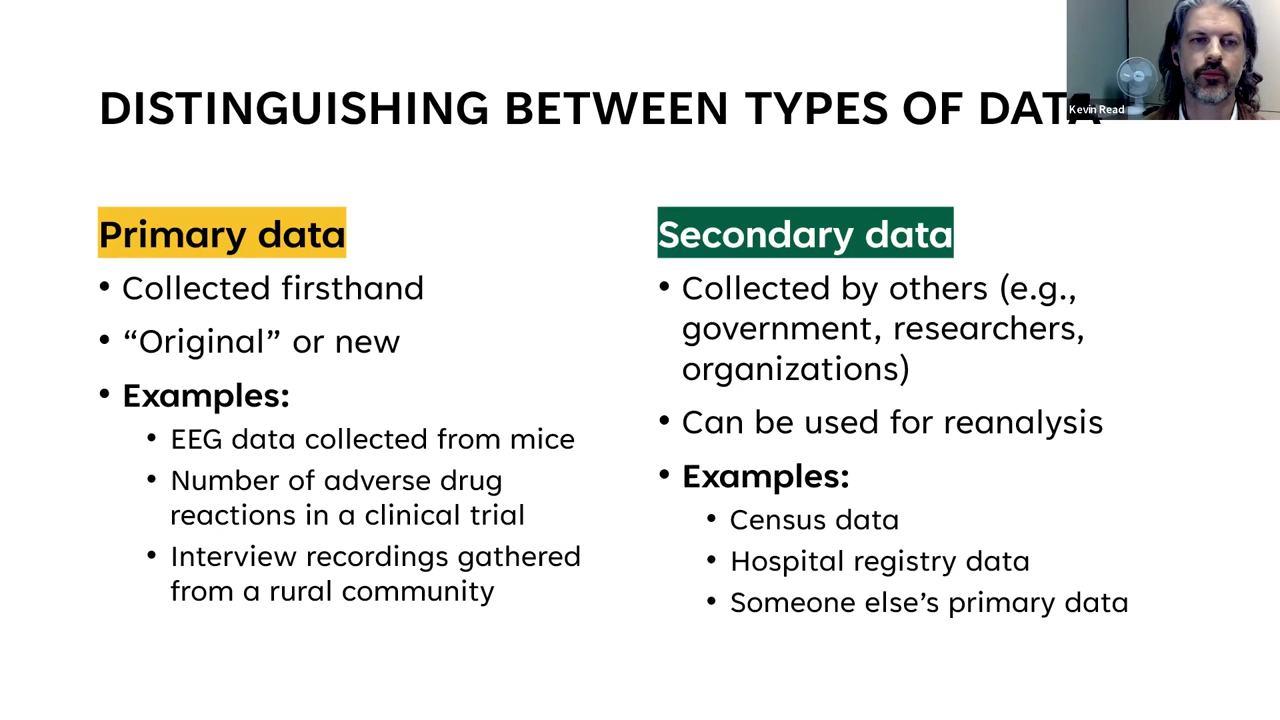 DISTINGUISHING BETWEEN TYPES OF DATA
Kevin Read
Primary data
• Collected firsthand
• “Original” or new
• Examples:
• EEG data collected from mice
• Number of adverse drug
reactions in a clinical trial
• Interview recordings gathered
from a rural community
Secondary data
• Collected by others (e.g.,
government, researchers,
organizations)
• Can be used for reanalysis
• Examples:
• Census data
• Hospital registry data
• Someone else’s primary data